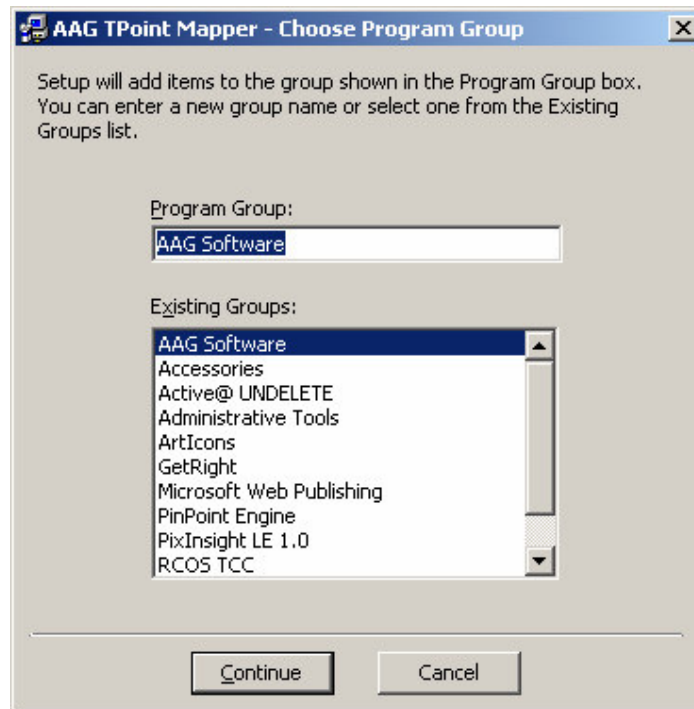 AAG TPoint Mapper - Choose Program Group
Setup will add items to the group shown in the Program Group box.
You can enter a new group name or select one from the Existing
Groups list.
Program Group:
AAG Software
Existing Groups:
AAG Software
Accessories
Active@ UNDELETE
Administrative Tools
ArtIcons
GetRight
Microsoft Web Publishing
PinPoint Engine
PixInsight LE 1.0
RCOS TCC
Continue
Cancel